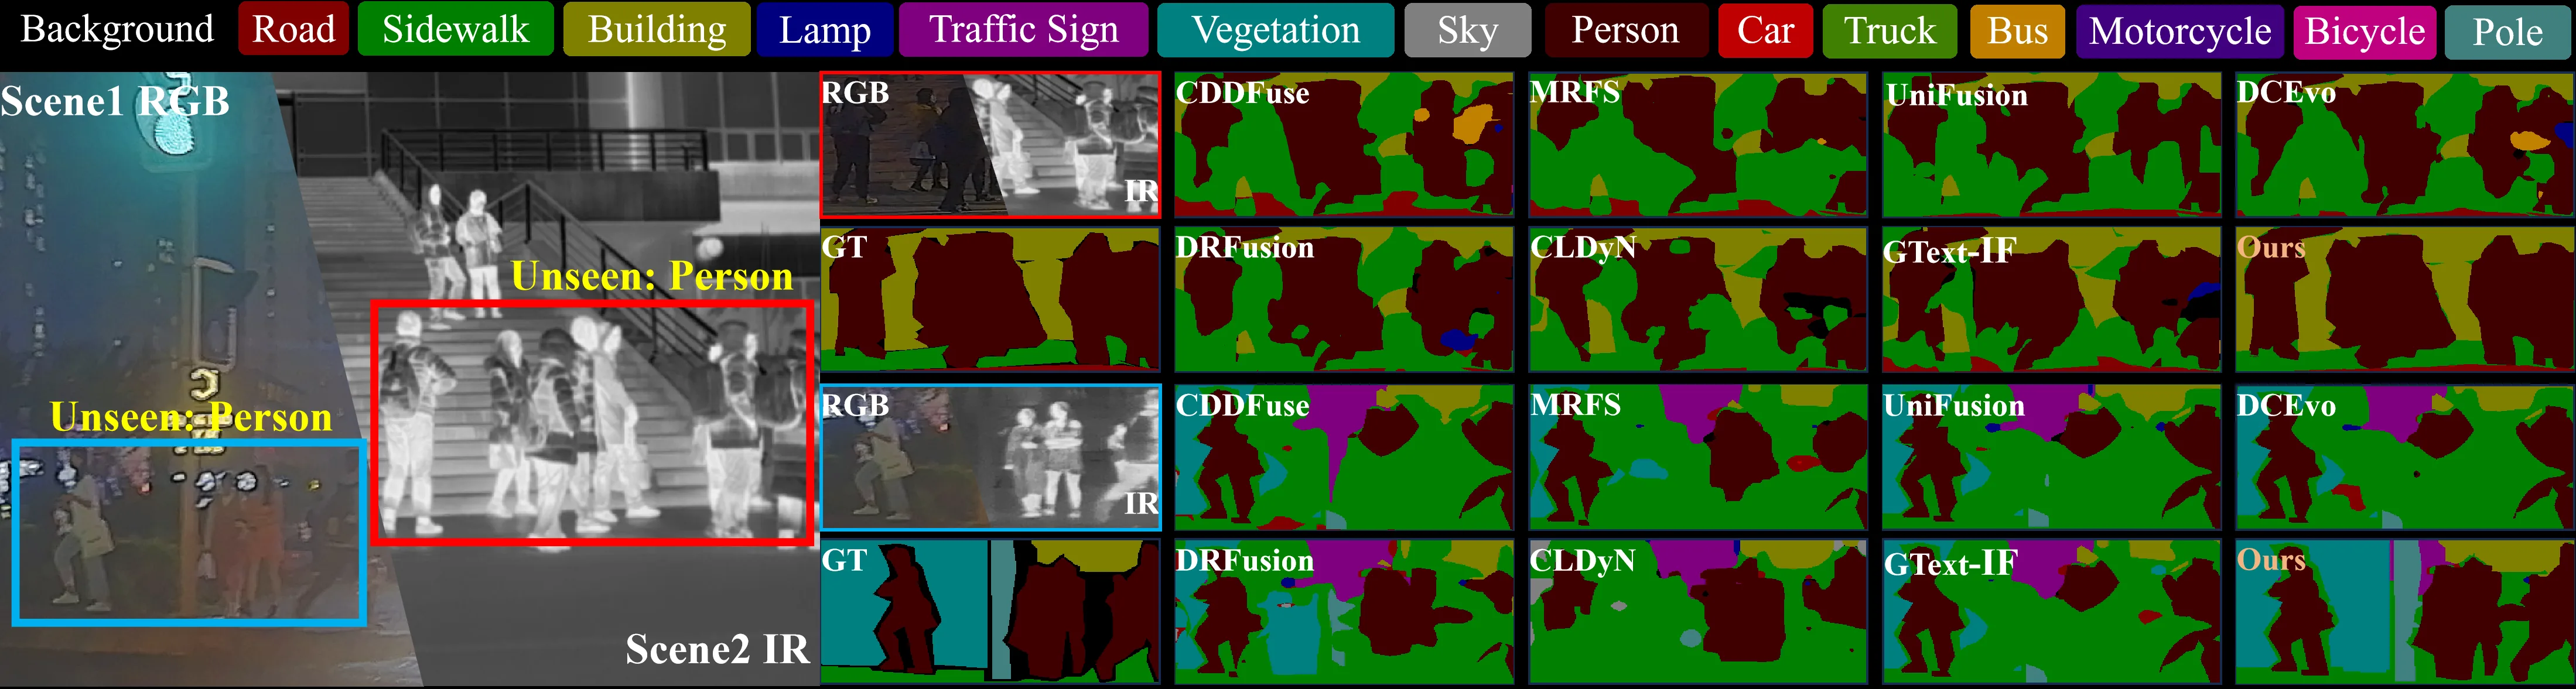 Background Road Sidewalk Building Lamp Traffic Sign Vegetation Sky Person Car Truck Bus Motorcycle Bicycle Pole
Scene1 RGB
Unseen: Person
Unseen: Person
Scene2 IR
RGB
IR
CDDFuse
MRFS
UniFusion
DCEvo
GT
DRFusion
CLDyN
GText-IF
Ours
RGB
IR
CDDFuse
MRFS
UniFusion
DCEvo
GT
DRFusion
CLDyN
GText-IF
Ours